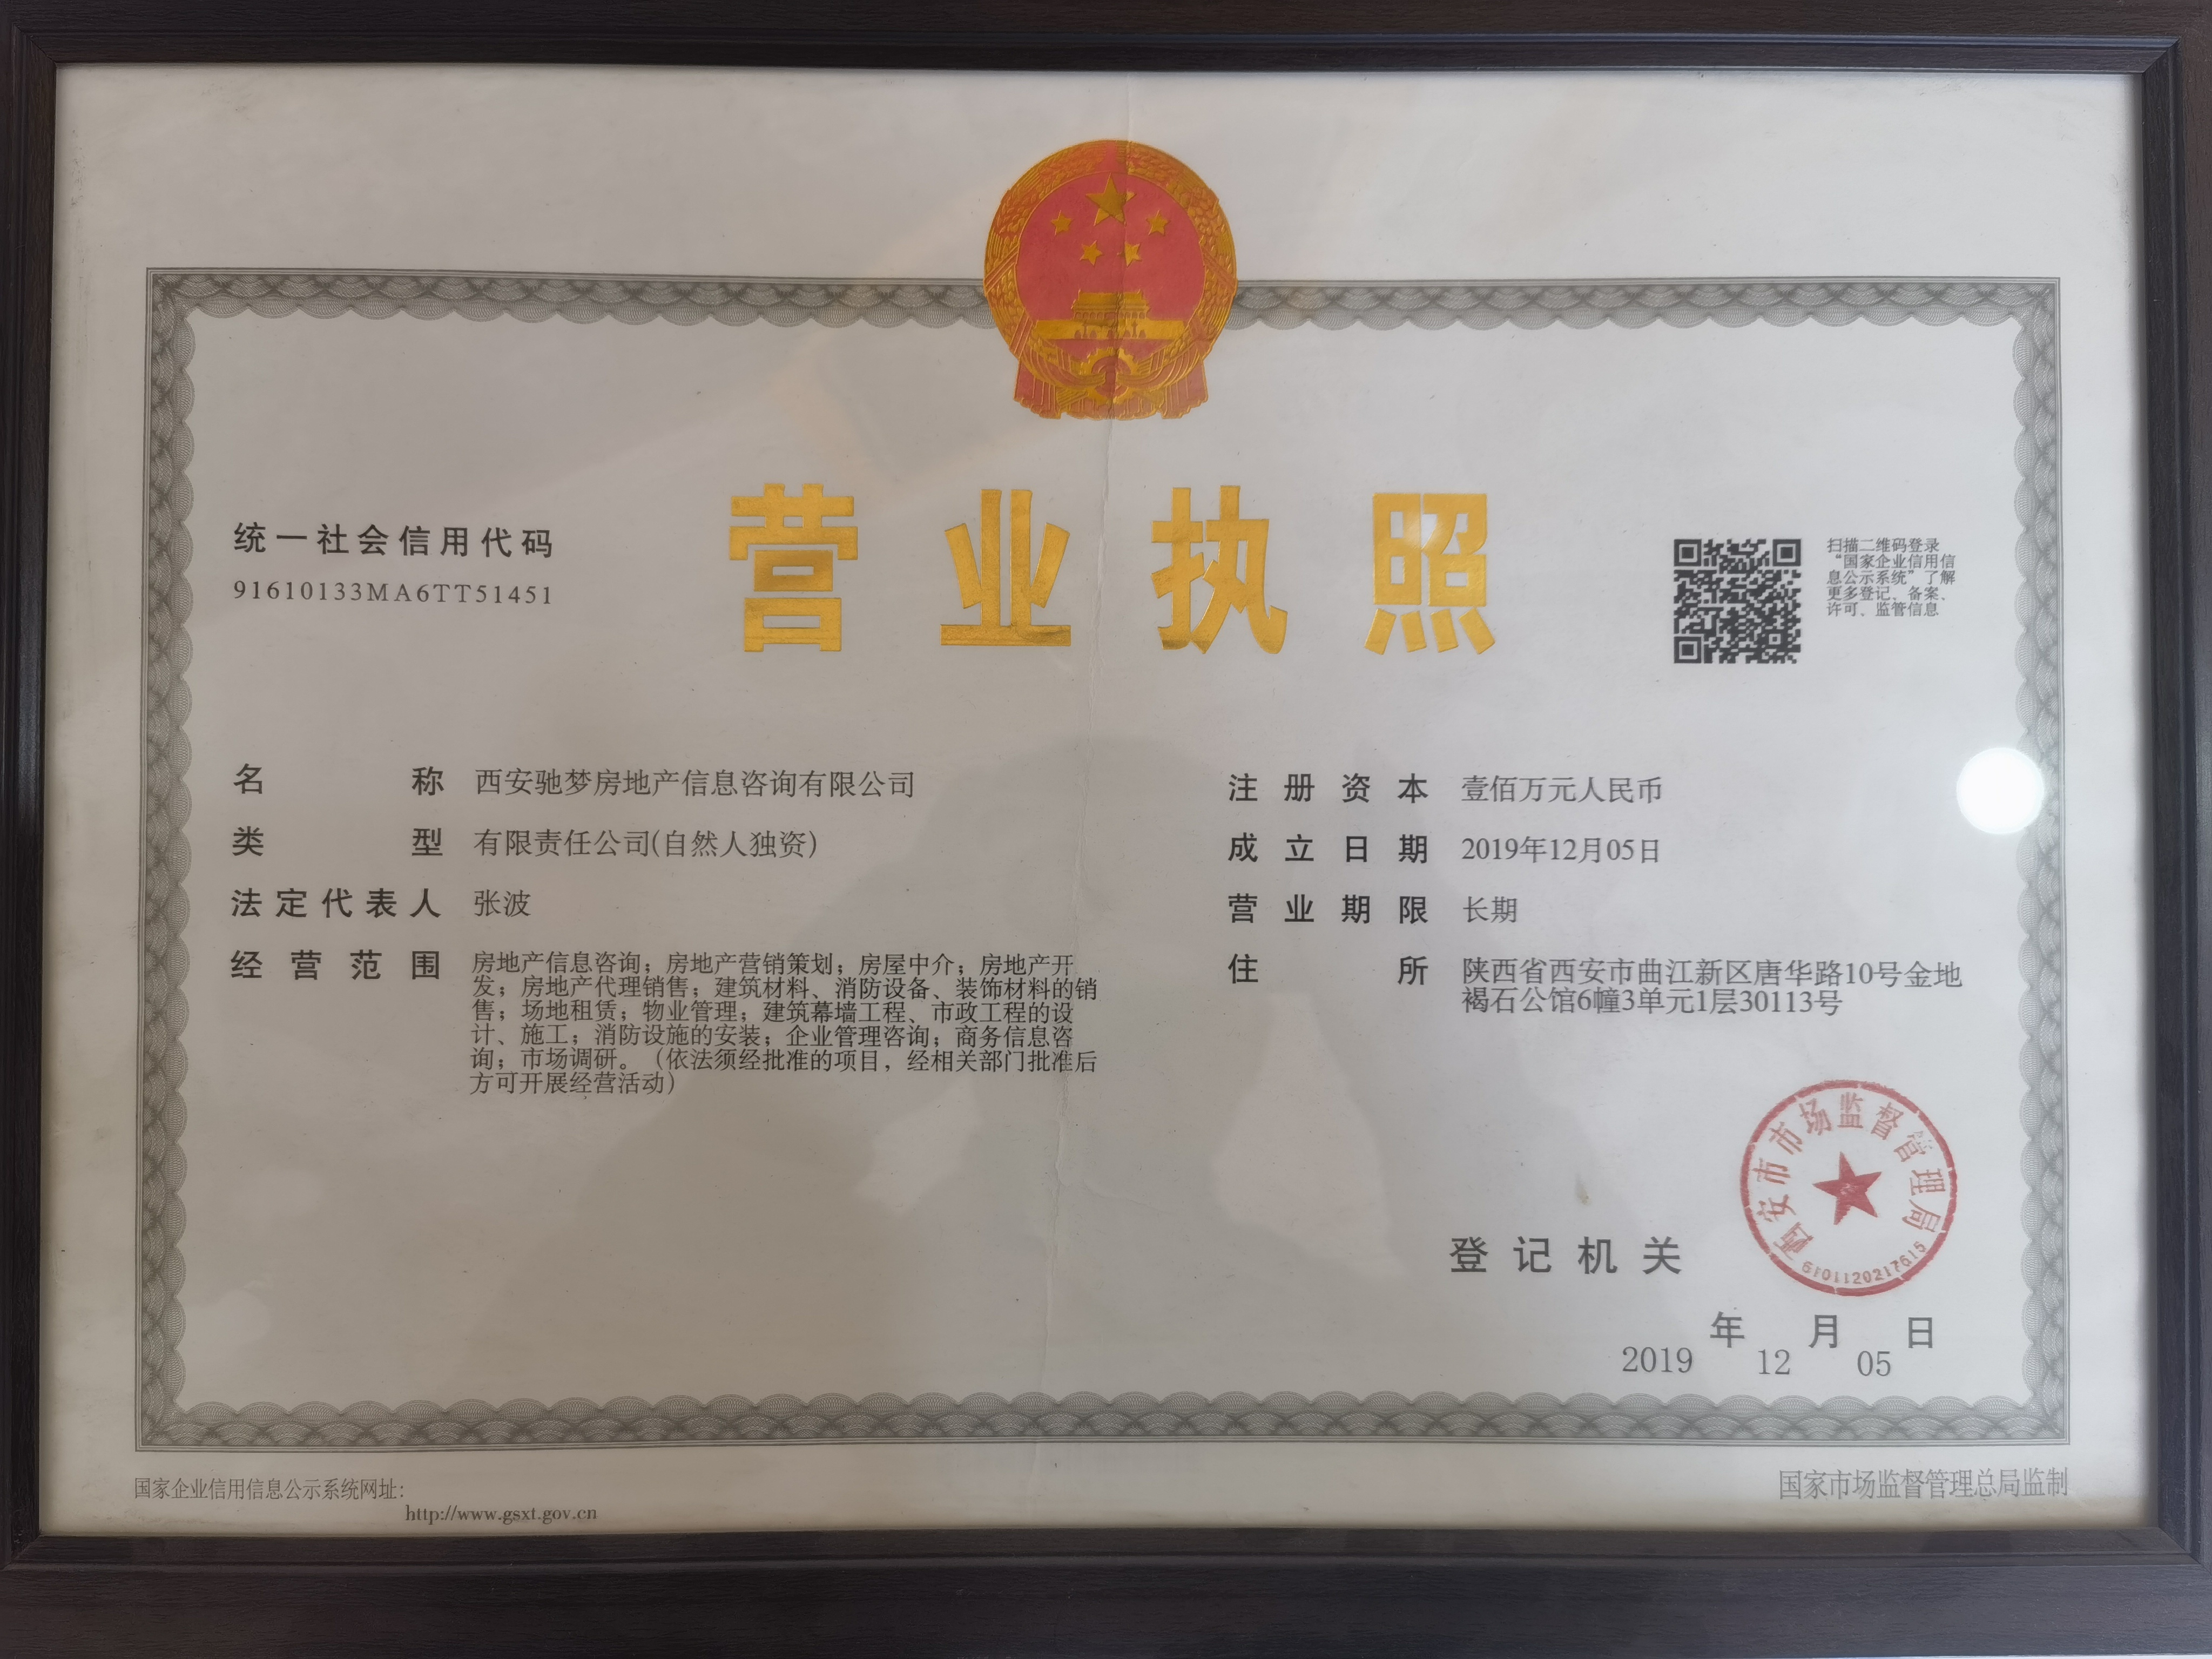 营业执照
统一社会信用代码
91610133MA6TT51451
扫描二维码登录
“国家企业信用信
息公示系统”了解
更多登记、备案、
许可、监管信息
名称 西安驰梦房地产信息咨询有限公司
类型 有限责任公司(自然人独资)
法定代表人 张波
经营范围 房地产信息咨询；房地产营销策划；房屋中介；房地产开
发；房地产代理销售；建筑材料、消防设备、装饰材料的销
售；场地租赁；物业管理；建筑幕墙工程、市政工程的设
计、施工；消防设施的安装；企业管理咨询；商务信息咨
询；市场调研。（依法须经批准的项目，经相关部门批准后
方可开展经营活动）
注册资本 壹佰万元人民币
成立日期 2019年12月05日
营业期限 长期
住所 陕西省西安市曲江新区唐华路10号金地
褐石公馆6幢3单元1层30113号
登记机关
西安市市场监督管理局
6101120217615
2019年12月05日
国家企业信用信息公示系统网址：
http://www.gsxt.gov.cn
国家市场监督管理总局监制